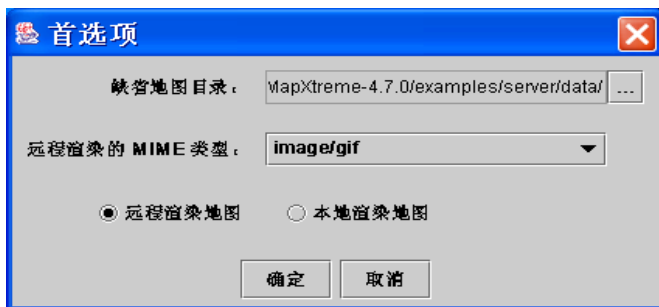 首选项
缺省地图目录： MapXtreme-4.7.0/examples/server/data/ ...
远程渲染的 MIME 类型： image/gif
远程渲染地图 本地渲染地图
确定 取消